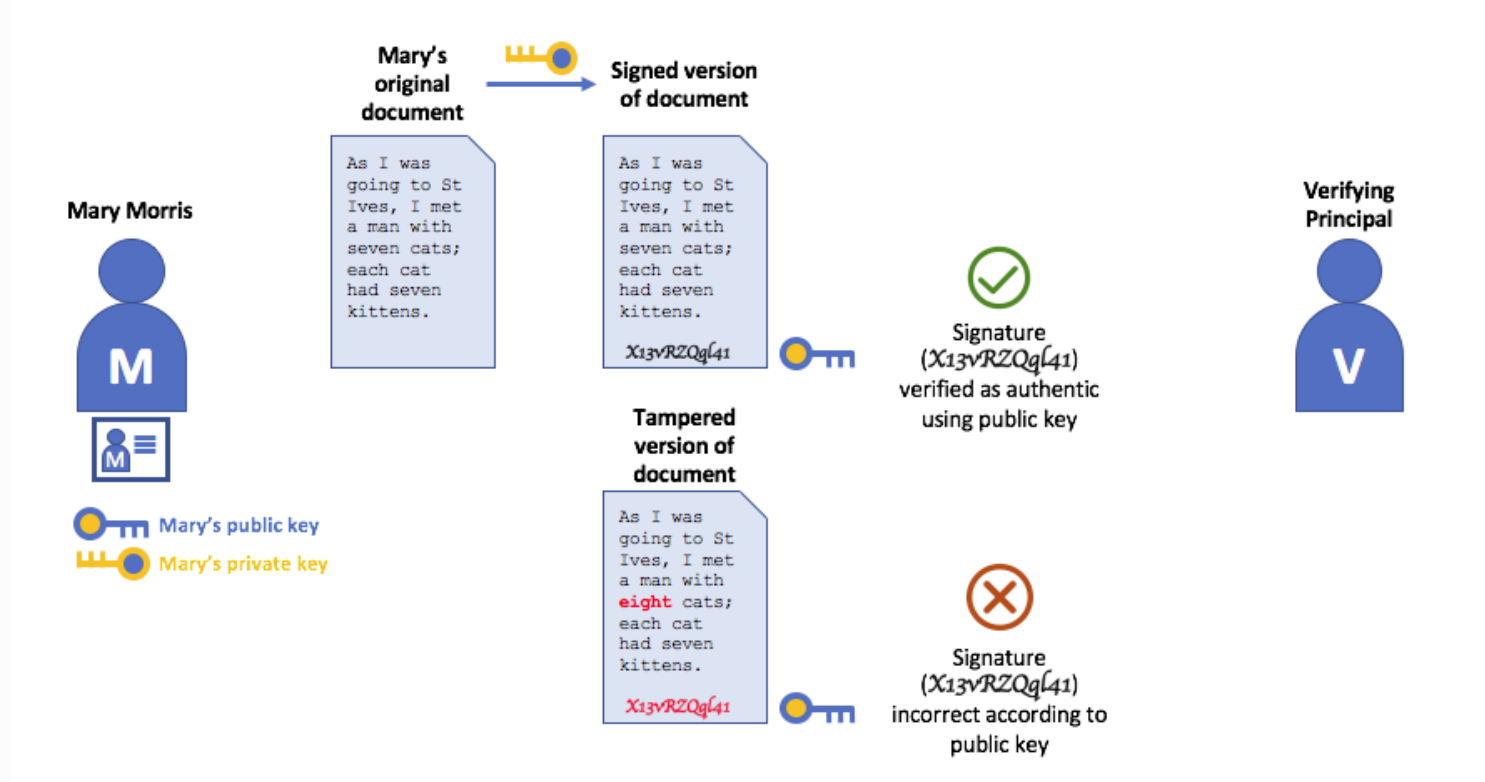 Mary's
original
document
Signed version
of document
As I was
going to St
Ives, I met
a man with
seven cats;
each cat
had seven
kittens.
As I was
going to St
Ives, I met
a man with
seven cats;
each cat
had seven
kittens.
X13vRZQql41
Mary Morris
M
M
Mary's public key
Mary's private key
Signature
(X13vRZQql41)
verified as authentic
using public key
Verifying
Principal
V
Tampered
version of
document
As I was
going to St
Ives, I met
a man with
eight cats;
each cat
had seven
kittens.
X13vRZQql41
Signature
(X13vRZQql41)
incorrect according to
public key